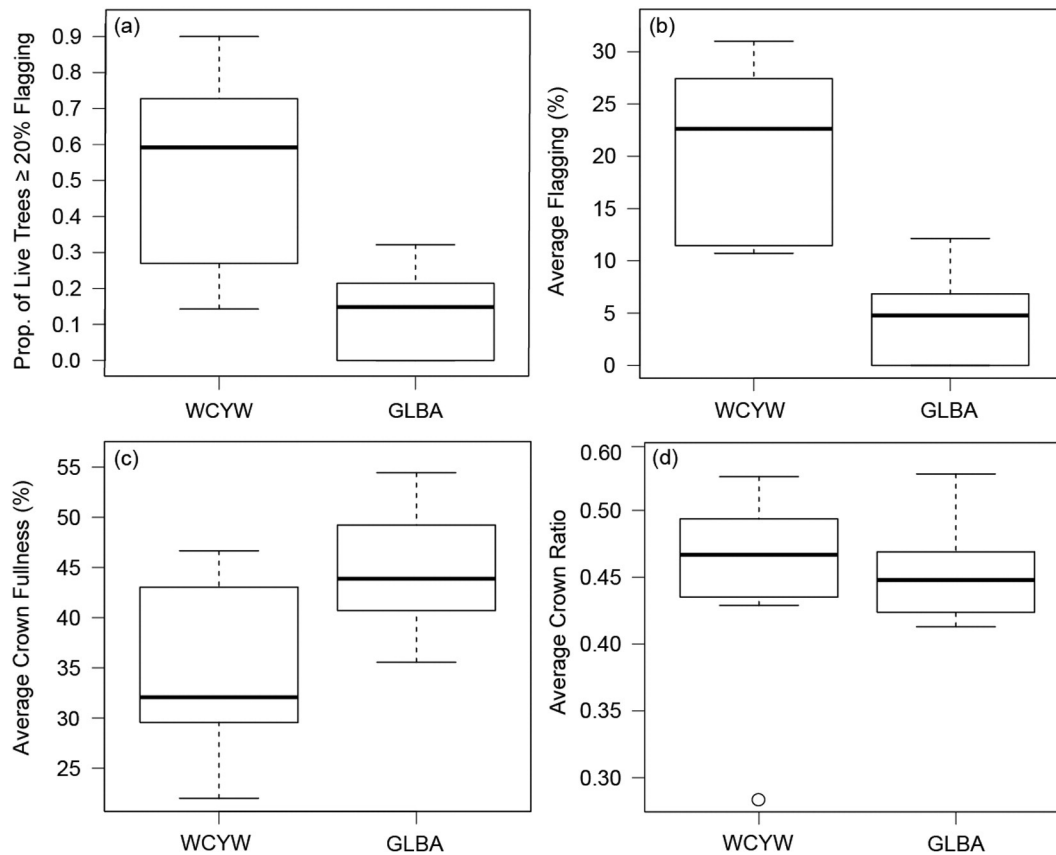 (a)
Prop. of Live Trees ≥ 20% Flagging
0.9
0.8
0.7
0.6
0.5
0.4
0.3
0.2
0.1
0.0
WCYW
GLBA
(b)
Average Flagging (%)
30
25
20
15
10
5
0
WCYW
GLBA
(c)
Average Crown Fullness (%)
55
50
45
40
35
30
25
WCYW
GLBA
(d)
Average Crown Ratio
0.60
0.50
0.45
0.40
0.35
0.30
WCYW
GLBA